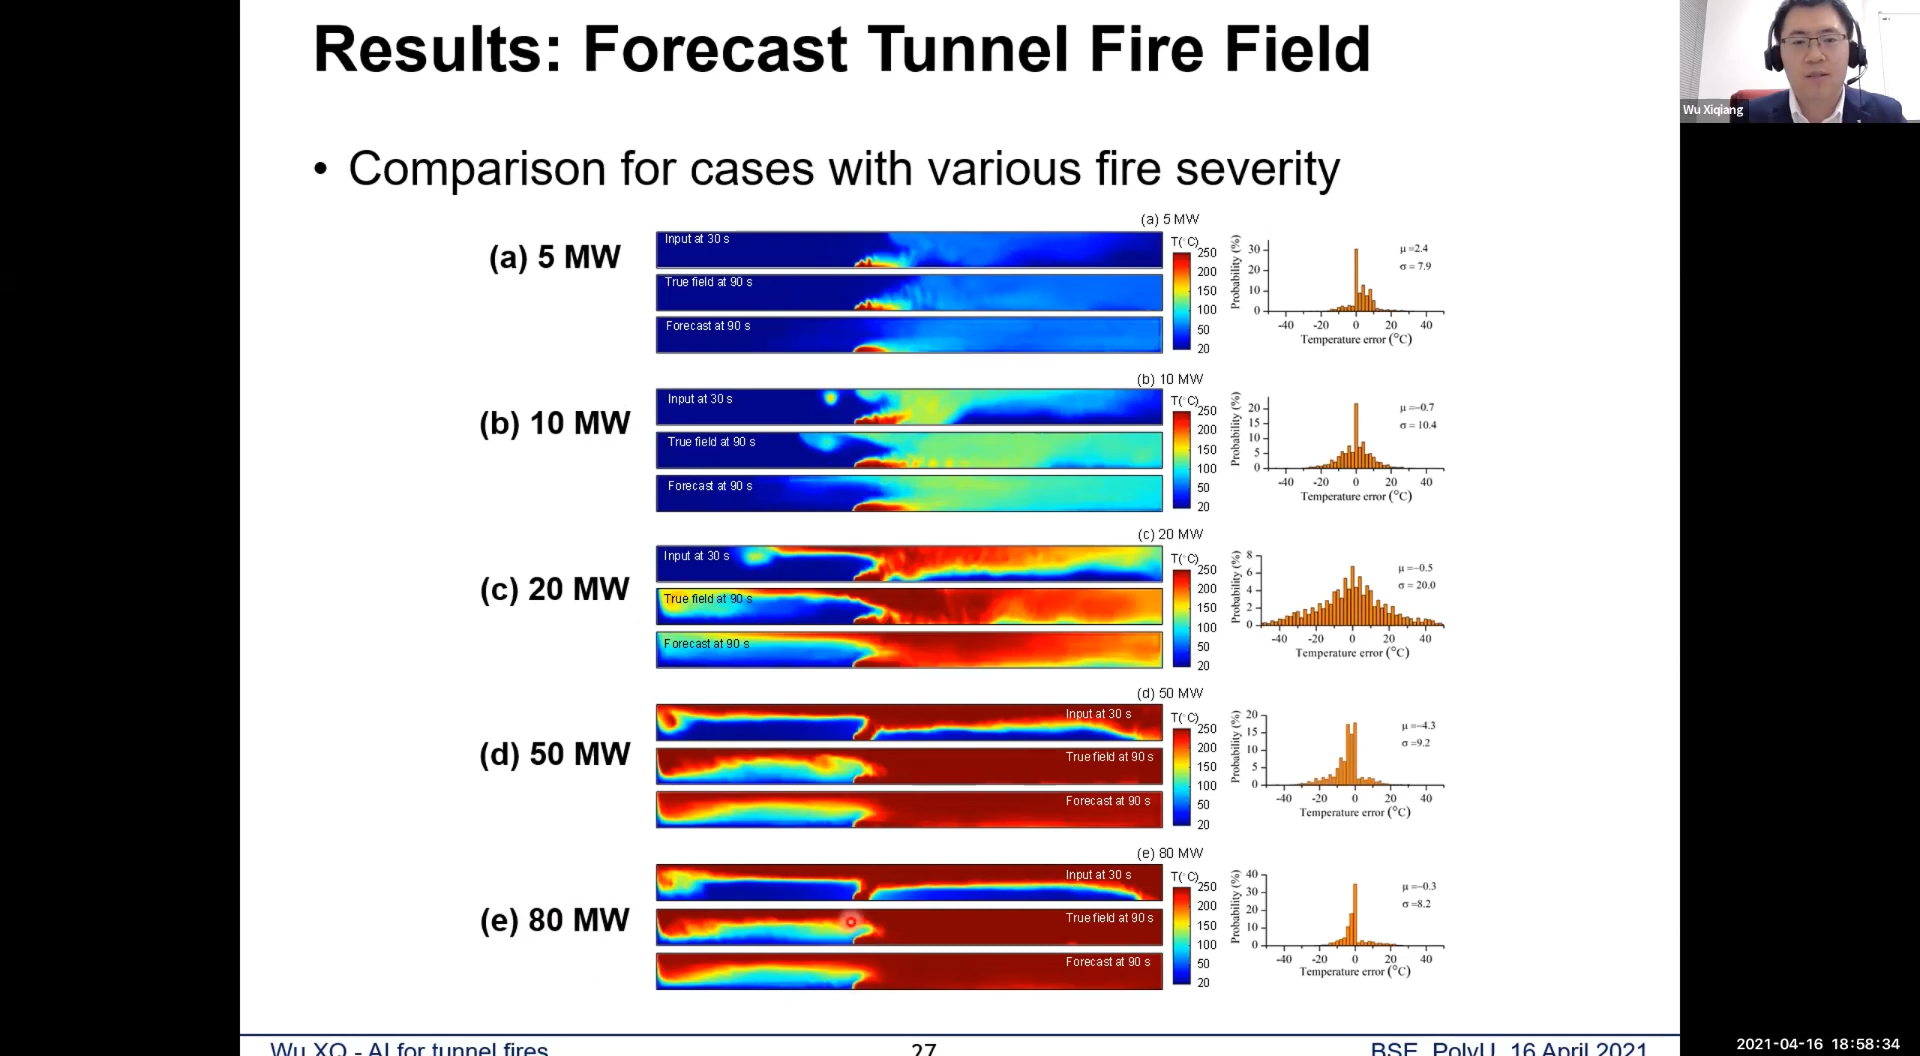 Results: Forecast Tunnel Fire Field
Wu Xiqiang
• Comparison for cases with various fire severity
(a) 5 MW
(a) 5 MW
Input at 30 s
True field at 90 s
Forecast at 90 s
T(°C)
250
200
150
100
50
20
Probability (%)
30
20
10
0
μ =2.4
σ = 7.9
-40 -20 0 20 40
Temperature error (°C)
(b) 10 MW
(b) 10 MW
Input at 30 s
True field at 90 s
Forecast at 90 s
T(°C)
250
200
150
100
50
20
Probability (%)
20
15
10
5
0
μ =-0.7
σ = 10.4
-40 -20 0 20 40
Temperature error (°C)
(c) 20 MW
(c) 20 MW
Input at 30 s
True field at 90 s
Forecast at 90 s
T(°C)
250
200
150
100
50
20
Probability (%)
8
6
4
2
0
μ =-0.5
σ = 20.0
-40 -20 0 20 40
Temperature error (°C)
(d) 50 MW
(d) 50 MW
Input at 30 s
True field at 90 s
Forecast at 90 s
T(°C)
250
200
150
100
50
20
Probability (%)
20
15
10
5
0
μ =-4.3
σ =9.2
-40 -20 0 20 40
Temperature error (°C)
(e) 80 MW
(e) 80 MW
Input at 30 s
True field at 90 s
Forecast at 90 s
T(°C)
250
200
150
100
50
20
Probability (%)
40
30
20
10
0
μ =-0.3
σ =8.2
-40 -20 0 20 40
Temperature error (°C)
Wu XQ - AI for tunnel fires 27 BSE, PolyU, 16 April 2021
2021-04-16 18:58:34